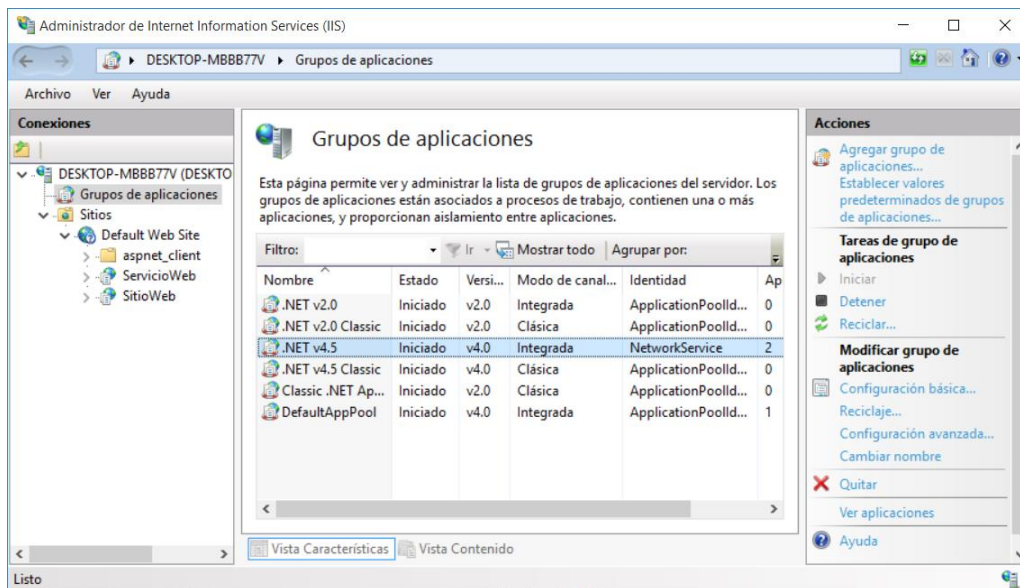 Administrador de Internet Information Services (IIS)
DESKTOP-MBBB77V Grupos de aplicaciones
Archivo Ver Ayuda
Conexiones
DESKTOP-MBBB77V (DESKTO
Grupos de aplicaciones
Sitios
Default Web Site
aspnet_client
ServicioWeb
SitioWeb
Grupos de aplicaciones
Esta página permite ver y administrar la lista de grupos de aplicaciones del servidor. Los
grupos de aplicaciones están asociados a procesos de trabajo, contienen una o más
aplicaciones, y proporcionan aislamiento entre aplicaciones.
Filtro: Ir Mostrar todo Agrupar por:
Nombre Estado Versi... Modo de canal... Identidad Ap
.NET v2.0 Iniciado v2.0 Integrada ApplicationPoolId... 0
.NET v2.0 Classic Iniciado v2.0 Clásica ApplicationPoolId... 0
.NET v4.5 Iniciado v4.0 Integrada NetworkService 2
.NET v4.5 Classic Iniciado v4.0 Clásica ApplicationPoolId... 0
Classic .NET Ap... Iniciado v2.0 Clásica ApplicationPoolId... 0
DefaultAppPool Iniciado v4.0 Integrada ApplicationPoolId... 1
Vista Características Vista Contenido
Acciones
Agregar grupo de
aplicaciones...
Establecer valores
predeterminados de grupos
de aplicaciones...
Tareas de grupo de
aplicaciones
Iniciar
Detener
Reciclar...
Modificar grupo de
aplicaciones
Configuración básica...
Reciclaje...
Configuración avanzada...
Cambiar nombre
Quitar
Ver aplicaciones
Ayuda
Listo